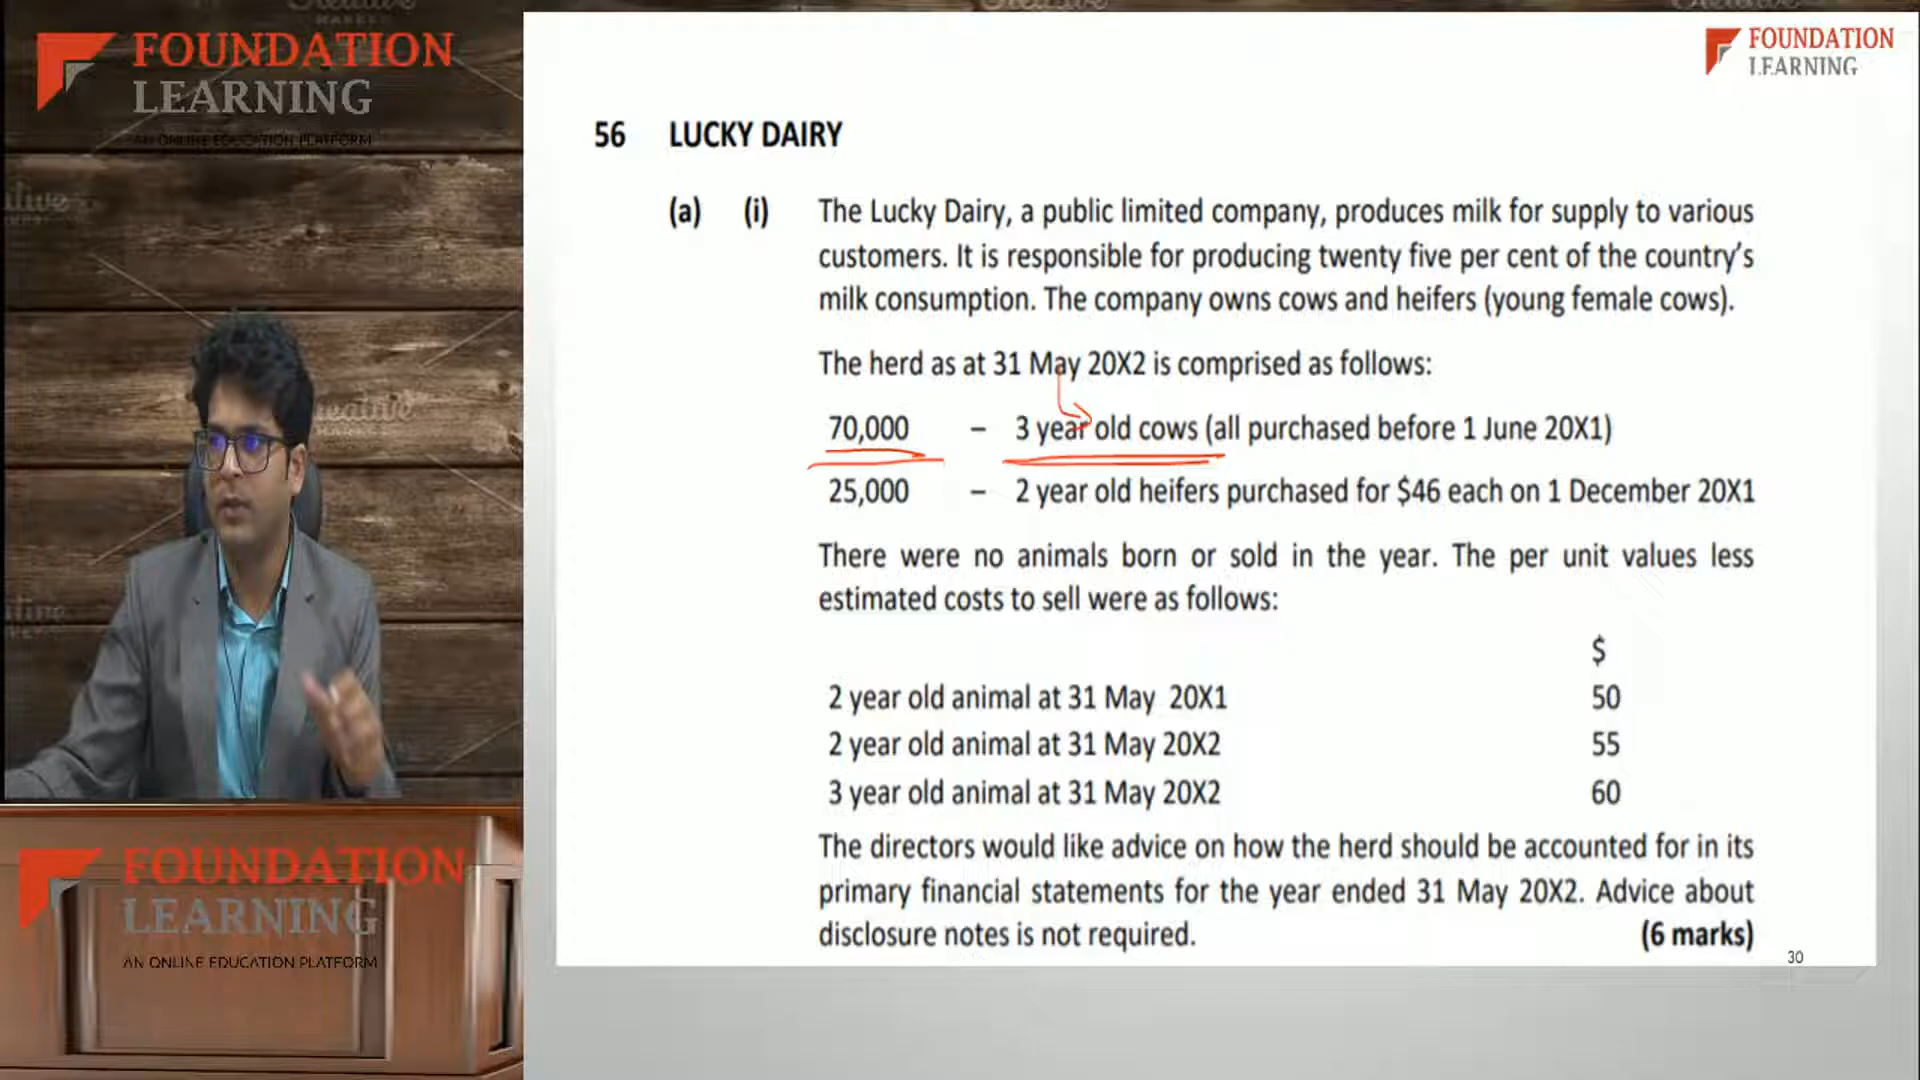 FOUNDATION
LEARNING
AN ONLINE EDUCATION PLATFORM
FOUNDATION
LEARNING
56 LUCKY DAIRY
(a) (i) The Lucky Dairy, a public limited company, produces milk for supply to various
customers. It is responsible for producing twenty five per cent of the country's
milk consumption. The company owns cows and heifers (young female cows).
The herd as at 31 May 20X2 is comprised as follows:
70,000 – 3 year old cows (all purchased before 1 June 20X1)
25,000 – 2 year old heifers purchased for $46 each on 1 December 20X1
There were no animals born or sold in the year. The per unit values less
estimated costs to sell were as follows:
$
2 year old animal at 31 May 20X1 50
2 year old animal at 31 May 20X2 55
3 year old animal at 31 May 20X2 60
The directors would like advice on how the herd should be accounted for in its
primary financial statements for the year ended 31 May 20X2. Advice about
disclosure notes is not required. (6 marks)
30
FOUNDATION
LEARNING
AN ONLINE EDUCATION PLATFORM